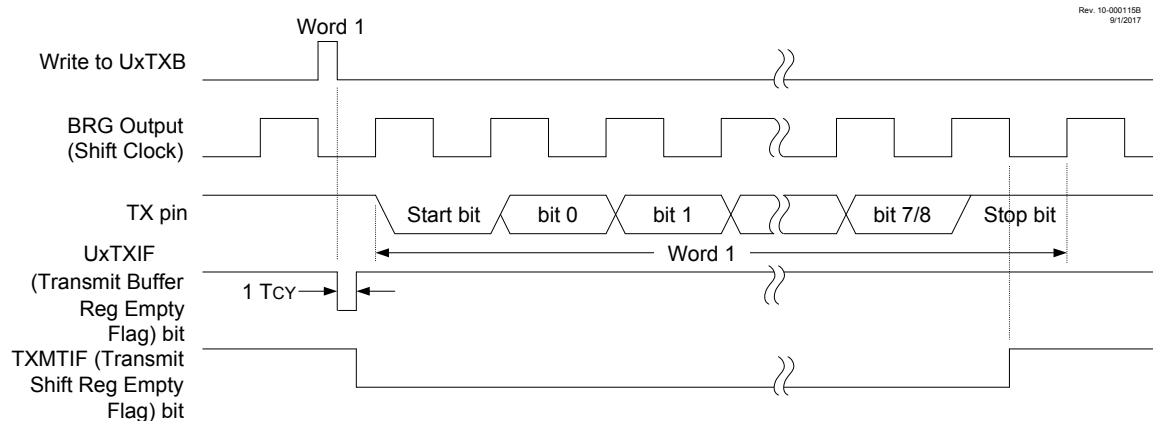 Rev. 10-000115B
9/1/2017
Word 1
Write to UxTXB
BRG Output
(Shift Clock)
TX pin
Start bit
bit 0
bit 1
bit 7/8
Stop bit
Word 1
UxTXIF
(Transmit Buffer
Reg Empty
Flag) bit
1 TCY
TXMTIF (Transmit
Shift Reg Empty
Flag) bit